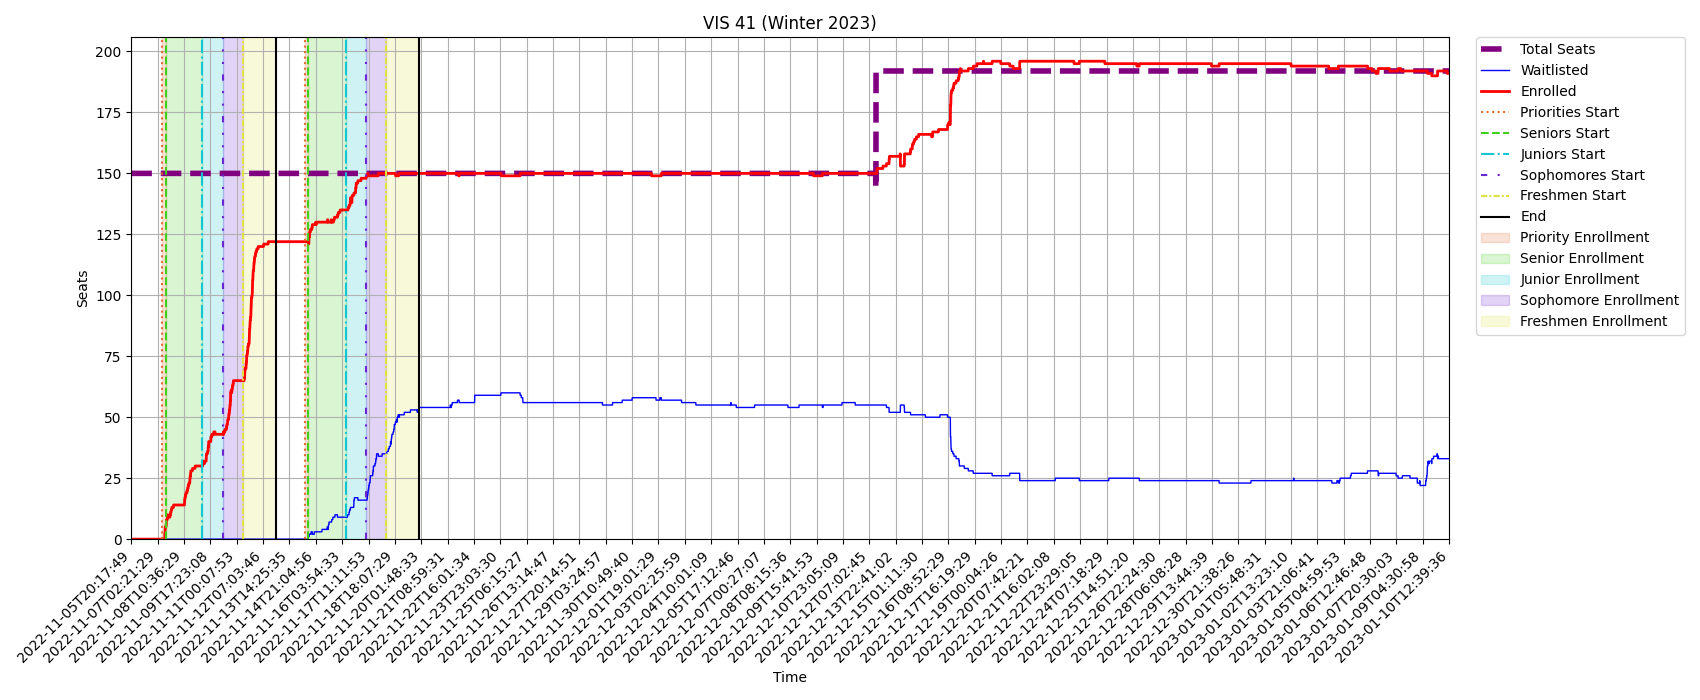 VIS 41 (Winter 2023)
Seats
200
175
150
125
100
75
50
25
0
2022-11-05T20:17:49
2022-11-07T02:21:29
2022-11-08T10:36:29
2022-11-09T17:23:08
2022-11-11T00:07:53
2022-11-12T07:03:46
2022-11-13T14:25:35
2022-11-14T21:04:56
2022-11-16T03:54:33
2022-11-17T11:11:53
2022-11-18T18:07:29
2022-11-20T01:48:33
2022-11-21T08:59:31
2022-11-22T16:01:34
2022-11-23T23:03:30
2022-11-25T06:15:27
2022-11-26T13:14:47
2022-11-27T20:14:51
2022-11-29T03:24:57
2022-11-30T10:49:40
2022-12-01T19:01:29
2022-12-03T02:25:59
2022-12-04T10:01:09
2022-12-05T17:12:46
2022-12-07T00:27:07
2022-12-08T08:15:36
2022-12-09T15:41:53
2022-12-10T23:05:09
2022-12-12T07:02:45
2022-12-13T22:41:02
2022-12-15T01:11:30
2022-12-16T08:52:29
2022-12-17T16:19:29
2022-12-19T00:04:26
2022-12-20T07:42:21
2022-12-21T16:02:08
2022-12-22T23:29:05
2022-12-24T07:18:29
2022-12-25T14:51:20
2022-12-26T22:24:30
2022-12-28T06:08:28
2022-12-29T13:44:39
2022-12-30T21:38:26
2023-01-01T05:48:31
2023-01-02T13:23:10
2023-01-03T21:06:41
2023-01-05T04:59:53
2023-01-06T12:46:48
2023-01-07T20:30:03
2023-01-09T04:30:58
2023-01-10T12:39:36
Time
Total Seats
Waitlisted
Enrolled
Priorities Start
Seniors Start
Juniors Start
Sophomores Start
Freshmen Start
End
Priority Enrollment
Senior Enrollment
Junior Enrollment
Sophomore Enrollment
Freshmen Enrollment